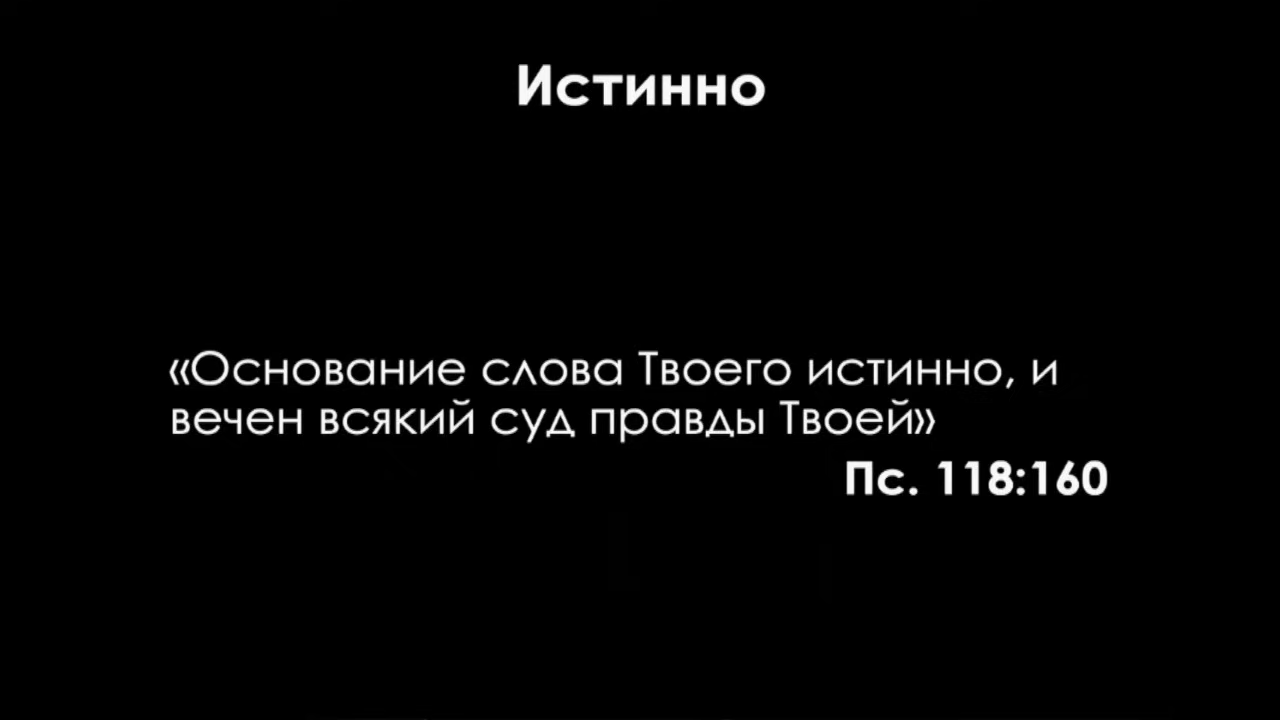 Истинно
«Основание слова Твоего истинно, и
вечен всякий суд правды Твоей»
Пс. 118:160